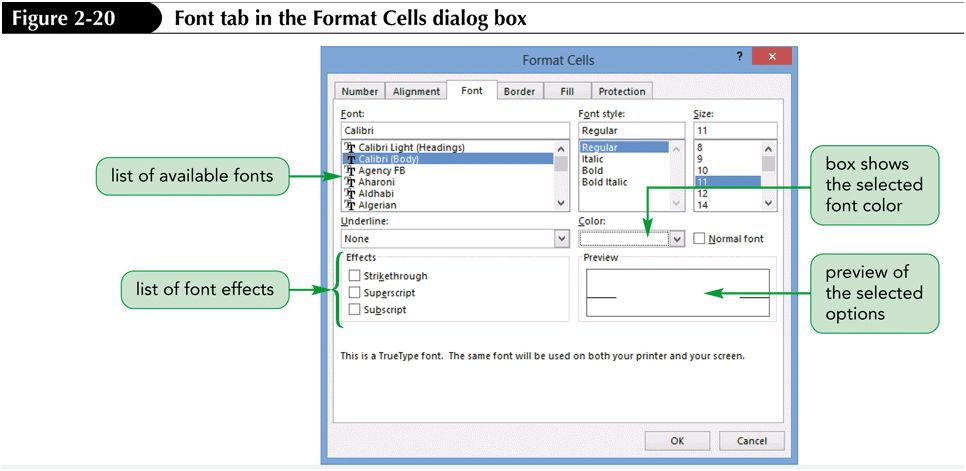 Figure 2-20 Font tab in the Format Cells dialog box
Format Cells
?
Number Alignment Font Border Fill Protection
Font: Font style: Size:
Calibri Regular 11
Calibri Light (Headings) Regular 8
Calibri (Body) Italic 9
Agency FB Bold 10
Aharoni Bold Italic 11
Aldhabi 12
Algerian 14
list of available fonts
box shows
the selected
font color
Underline: Color:
None Normal font
Effects Preview
Strikethrough
Superscript
Subscript
list of font effects
preview of
the selected
options
This is a TrueType font. The same font will be used on both your printer and your screen.
OK Cancel